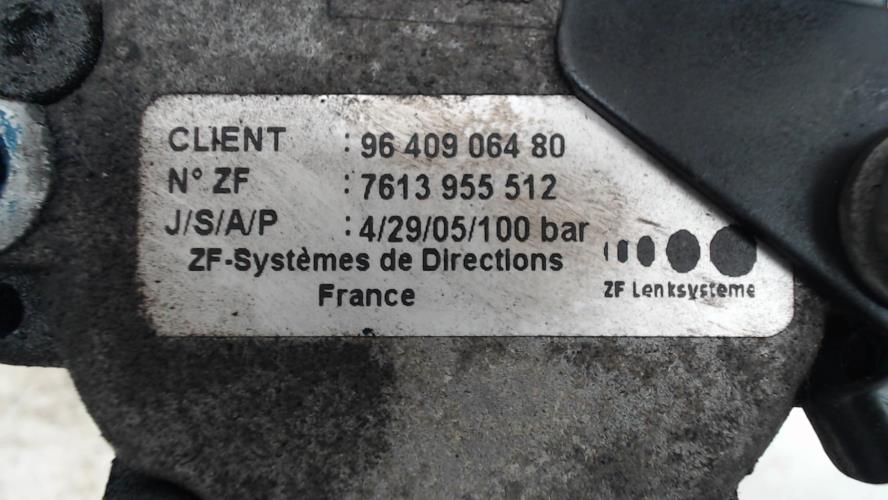 CLIENT : 96 409 064 80
N° ZF : 7613 955 512
J/S/A/P : 4/29/05/100 bar
ZF-Systèmes de Directions
France
ZF Lenksysteme